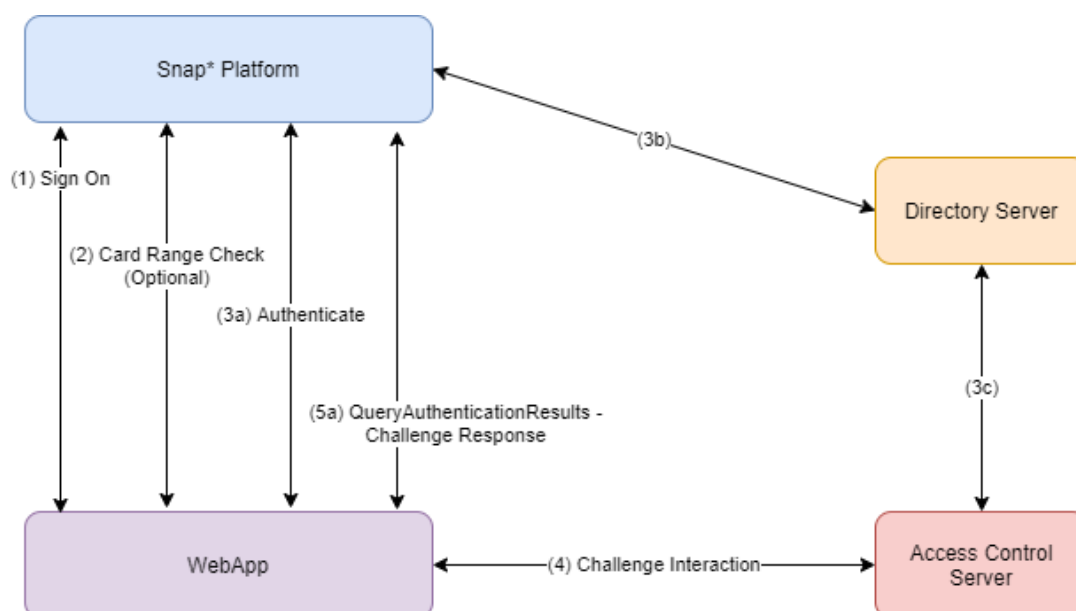 Snap* Platform
(3b)
(1) Sign On
Directory Server
(2) Card Range Check
(Optional)
(3a) Authenticate
(3c)
(5a) QueryAuthenticationResults -
Challenge Response
WebApp
(4) Challenge Interaction
Access Control
Server